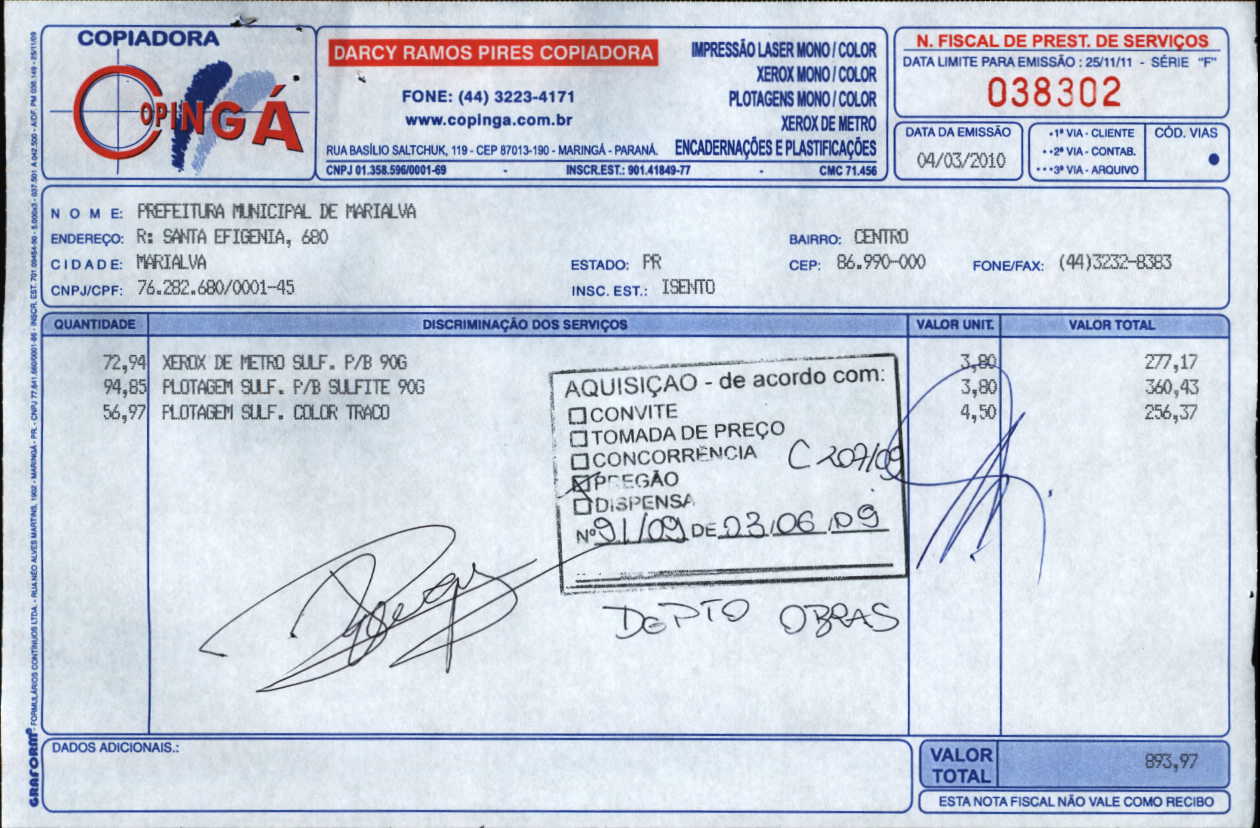 COPIADORA
COPINGÁ
DARCY RAMOS PIRES COPIADORA
FONE: (44) 3223-4171
www.copinga.com.br
RUA BASÍLIO SALTCHUK, 119 - CEP 87013-190 - MARINGÁ - PARANÁ.
CNPJ 01.358.596/0001-69 - INSCR.EST.: 901.41849-77 - CMC 71.456
IMPRESSÃO LASER MONO / COLOR
XEROX MONO / COLOR
PLOTAGENS MONO / COLOR
XEROX DE METRO
ENCADERNAÇÕES E PLASTIFICAÇÕES
N. FISCAL DE PREST. DE SERVIÇOS
DATA LIMITE PARA EMISSÃO : 25/11/11 - SÉRIE "F"
038302
DATA DA EMISSÃO
04/03/2010
•1ª VIA - CLIENTE
••2ª VIA - CONTAB.
•••3ª VIA - ARQUIVO
CÓD. VIAS
●
NOME: PREFEITURA MUNICIPAL DE MARIALVA
ENDEREÇO: R: SANTA EFIGENIA, 680 BAIRRO: CENTRO
CIDADE: MARIALVA ESTADO: PR CEP: 86.990-000 FONE/FAX: (44)3232-8383
CNPJ/CPF: 76.282.680/0001-45 INSC. EST.: ISENTO
QUANTIDADE DISCRIMINAÇÃO DOS SERVIÇOS VALOR UNIT. VALOR TOTAL
72,94 XEROX DE METRO SULF. P/B 90G 3,80 277,17
94,85 PLOTAGEM SULF. P/B SULFITE 90G 3,80 360,43
56,97 PLOTAGEM SULF. COLOR TRACO 4,50 256,37
AQUISIÇAO - de acordo com:
CONVITE
TOMADA DE PREÇO
CONCORRENCIA C 207/09
PREGÃO
DISPENSA
Nº 91/09 DE 03/06/09
DEPTO OBRAS
DADOS ADICIONAIS.:
VALOR TOTAL 893,97
ESTA NOTA FISCAL NÃO VALE COMO RECIBO
GRAFORM